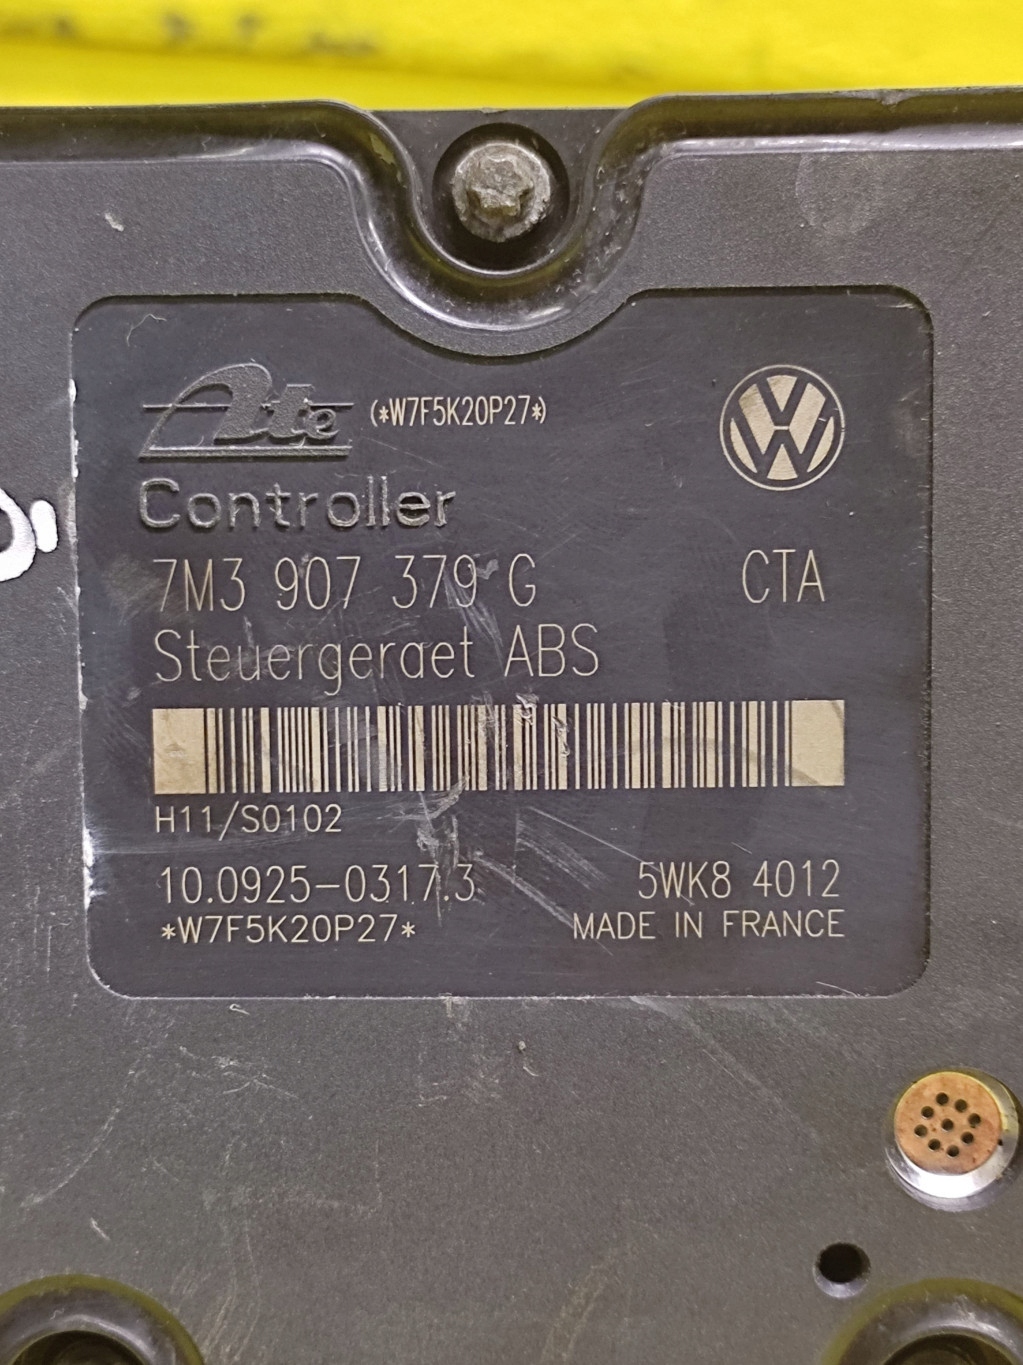 Ate (*W7F5K20P27*)
Controller
7M3 907 379 G CTA
Steuergeraet ABS
H11/S0102
10.0925-0317.3 5WK8 4012
*W7F5K20P27* MADE IN FRANCE